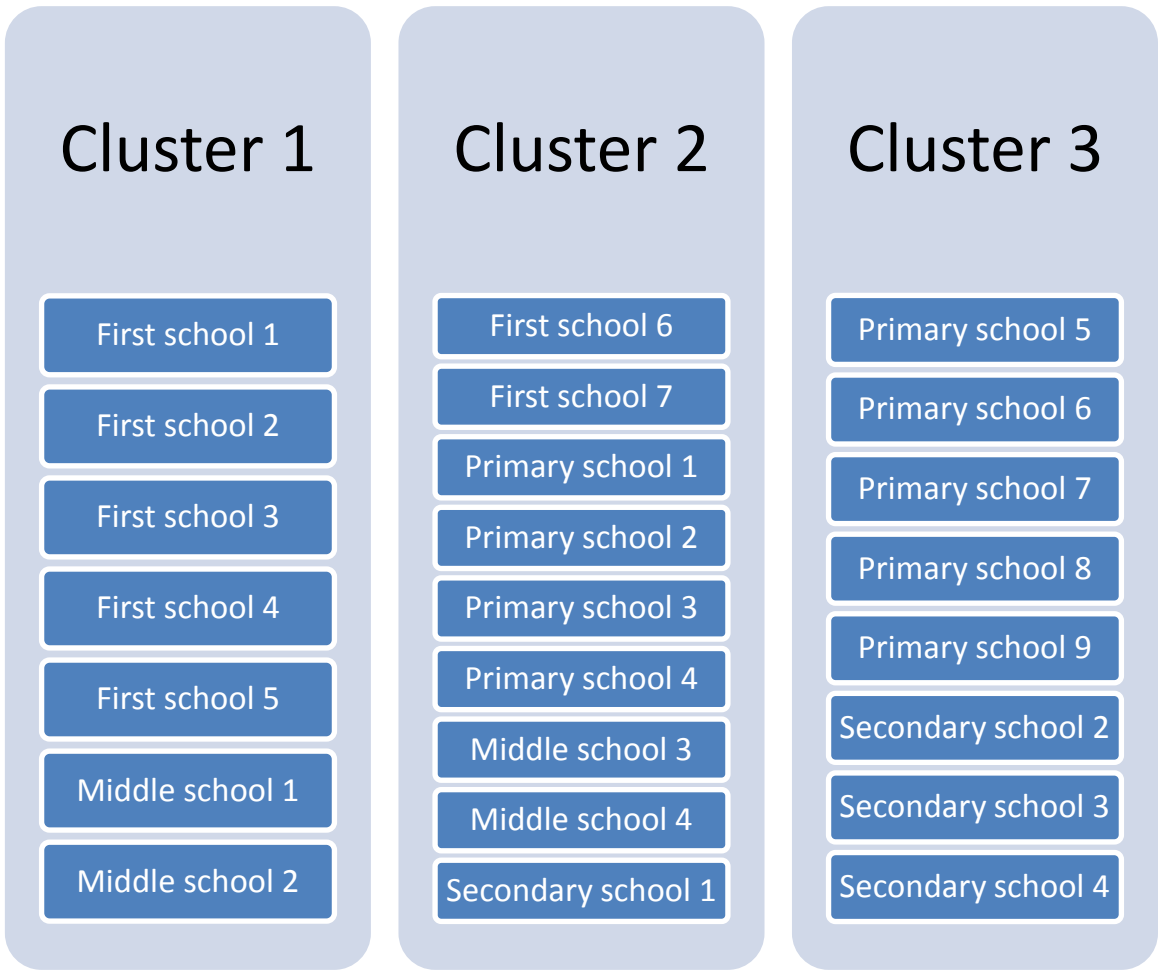 Cluster 1
First school 1
First school 2
First school 3
First school 4
First school 5
Middle school 1
Middle school 2
Cluster 2
First school 6
First school 7
Primary school 1
Primary school 2
Primary school 3
Primary school 4
Middle school 3
Middle school 4
Secondary school 1
Cluster 3
Primary school 5
Primary school 6
Primary school 7
Primary school 8
Primary school 9
Secondary school 2
Secondary school 3
Secondary school 4